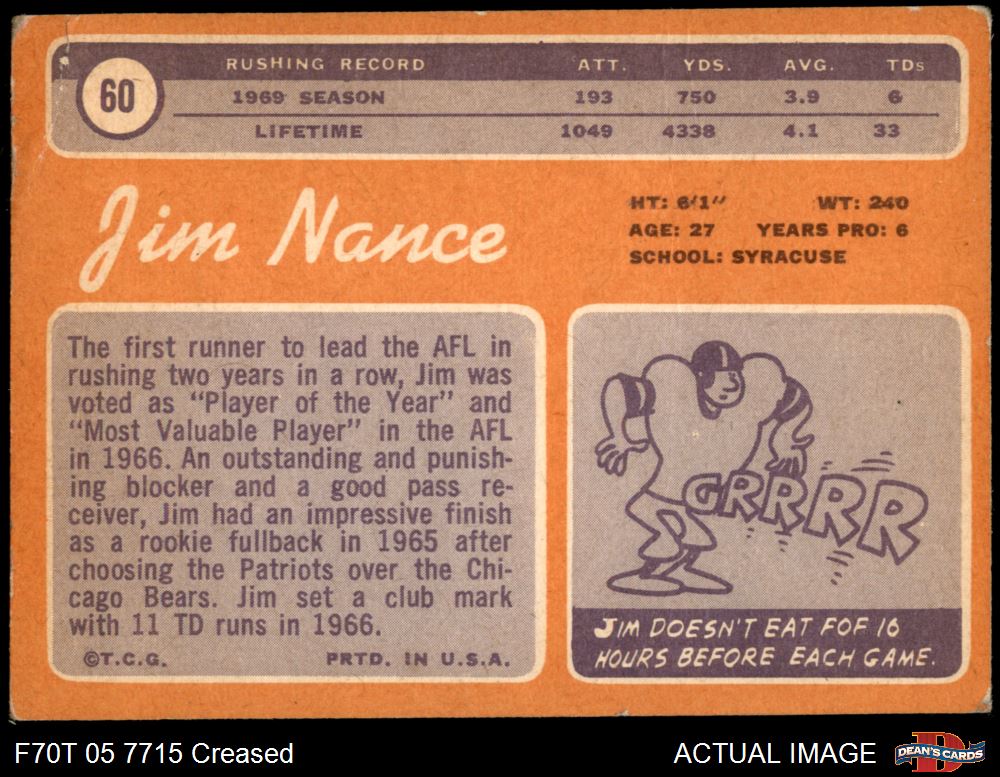 60
RUSHING RECORD ATT. YDS. AVG. TDs
1969 SEASON 193 750 3.9 6
LIFETIME 1049 4338 4.1 33
Jim Nance
HT: 6'1" WT: 240
AGE: 27 YEARS PRO: 6
SCHOOL: SYRACUSE
The first runner to lead the AFL in
rushing two years in a row, Jim was
voted as "Player of the Year" and
"Most Valuable Player" in the AFL
in 1966. An outstanding and punish-
ing blocker and a good pass re-
ceiver, Jim had an impressive finish
as a rookie fullback in 1965 after
choosing the Patriots over the Chi-
cago Bears. Jim set a club mark
with 11 TD runs in 1966.
©T.C.G. PRTD. IN U.S.A.
GRRRR
JIM DOESN'T EAT FOF 16
HOURS BEFORE EACH GAME.
F70T 05 7715 Creased
ACTUAL IMAGE
D
DEAN'S CARDS